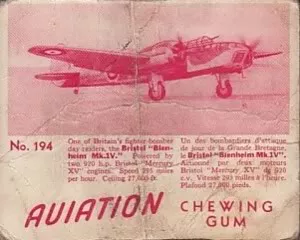 No. 194
One of Britain's fighter-bomber
day raiders, the Bristol "Blen-
heim Mk.IV." Powered by
two 920 h.p. Bristol "Mercury
XV" engines. Speed 295 miles
per hour. Ceiling 27,000 ft.
Un des bombardiers d'attaque
de jour de la Grande Bretagne,
le Bristol "Blenheim Mk.IV",
Actionné par deux moteurs
Bristol "Mercury XV" de 920
c.v. Vitesse 295 milles à l'heure.
Plafond 27,000 pieds.
AVIATION
CHEWING
GUM